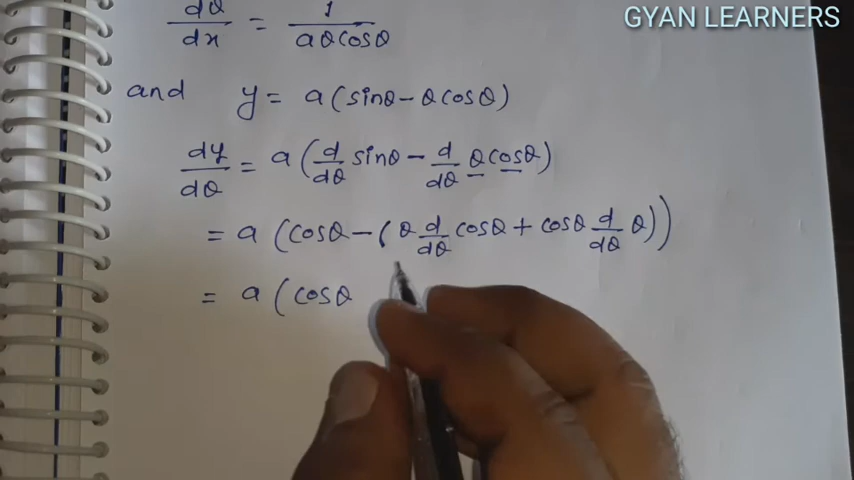 GYAN LEARNERS
dθ/dx = 1/aθcosθ
and y = a(sinθ - θcosθ)
dy/dθ = a(d/dθ sinθ - d/dθ θcosθ)
= a(cosθ - (θ d/dθ cosθ + cosθ d/dθ θ))
= a(cosθ